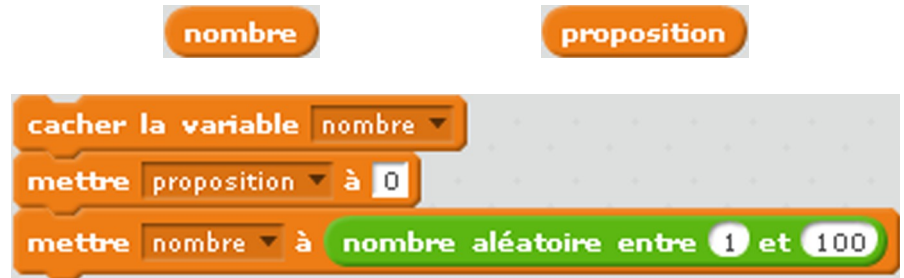 nombre proposition
cacher la variable nombre
mettre proposition à 0
mettre nombre à nombre aléatoire entre 1 et 100